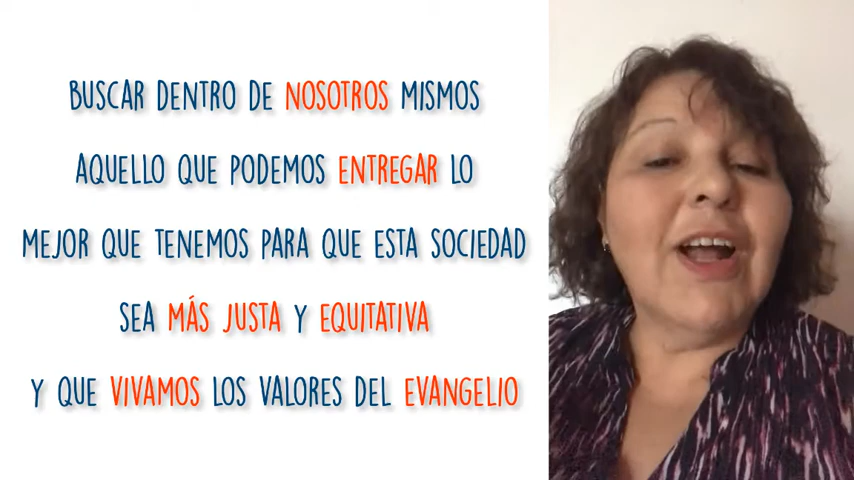 BUSCAR DENTRO DE NOSOTROS MISMOS
AQUELLO QUE PODEMOS ENTREGAR LO
MEJOR QUE TENEMOS PARA QUE ESTA SOCIEDAD
SEA MÁS JUSTA Y EQUITATIVA
Y QUE VIVAMOS LOS VALORES DEL EVANGELIO